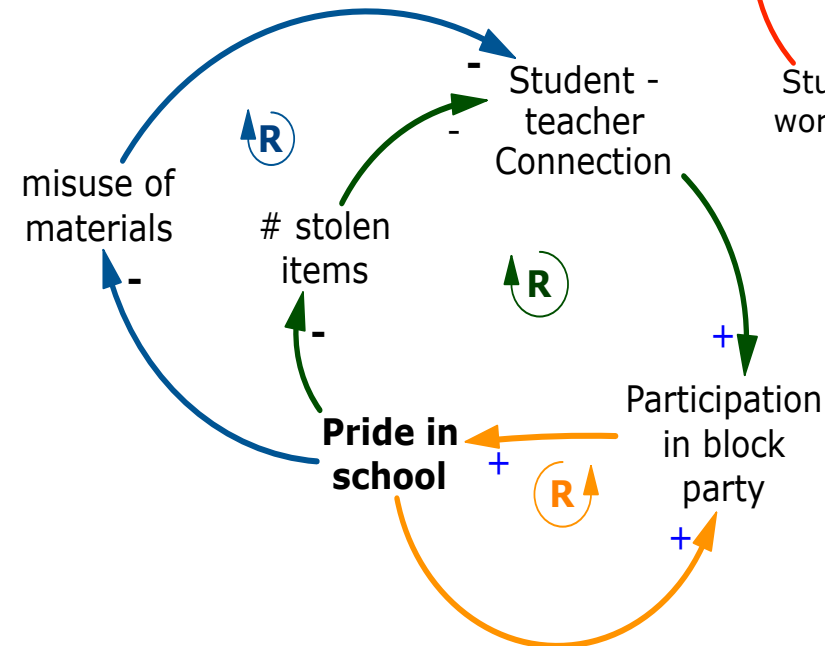 -
Student -
teacher
Connection
-
R
misuse of
materials
-
# stolen
items
-
R
+
Participation
in block
party
Pride in
school
+
R
+